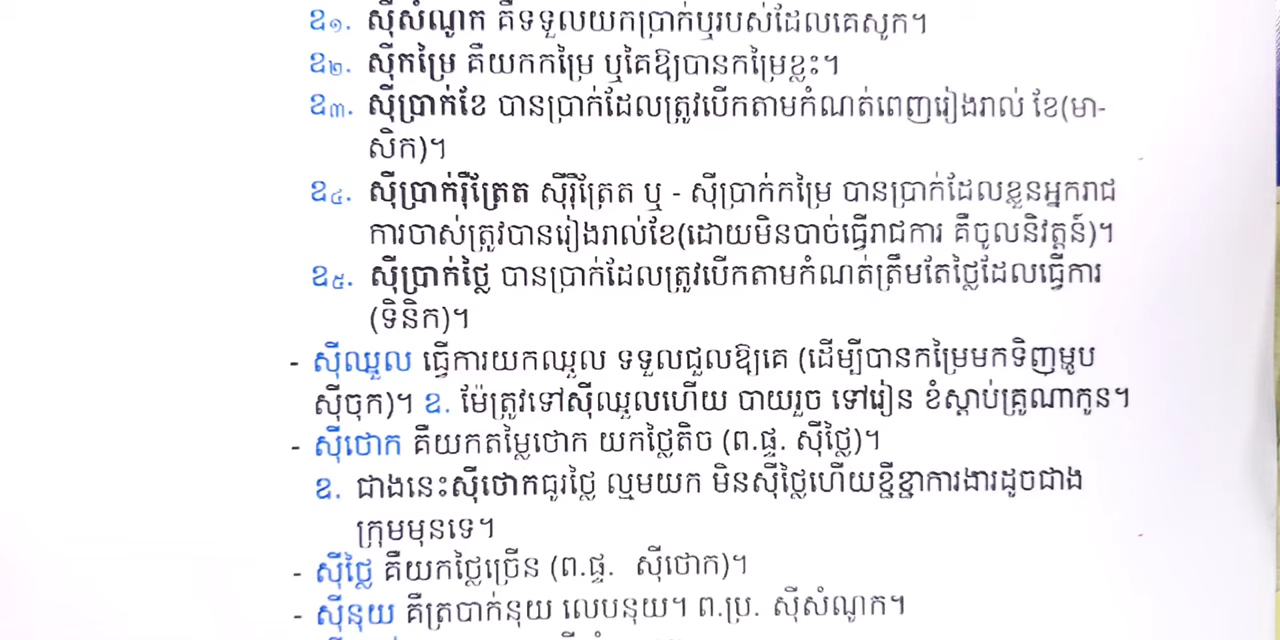 ឧ១. ស៊ីសំណូក គឺទទួលយកប្រាក់ឬរបស់ដែលគេសូក។
ឧ២. ស៊ីកម្រៃ គឺយកកម្រៃ ឬគៃឱ្យបានកម្រៃខ្លះ។
ឧ៣. ស៊ីប្រាក់ខែ បានប្រាក់ដែលត្រូវបើកតាមកំណត់ពេញរៀងរាល់ ខែ(មា-
សិក)។
ឧ៤. ស៊ីប្រាក់រ៉ឺត្រែត ស៊ីរ៉ឺត្រែត ឬ - ស៊ីប្រាក់កម្រៃ បានប្រាក់ដែលខ្លួនអ្នករាជ
ការចាស់ត្រូវបានរៀងរាល់ខែ(ដោយមិនបាច់ធ្វើរាជការ គឺចូលនិវត្តន៍)។
ឧ៥. ស៊ីប្រាក់ថ្លៃ បានប្រាក់ដែលត្រូវបើកតាមកំណត់ត្រឹមតែថ្លៃដែលធ្វើការ
(ទិនិក)។
- ស៊ីឈ្នួល ធ្វើការយកឈ្នួល ទទួលជួលឱ្យគេ (ដើម្បីបានកម្រៃមកទិញម្ហូប
ស៊ីចុក)។ ឧ. ម៉ែត្រូវទៅស៊ីឈ្នួលហើយ បាយរួច ទៅរៀន ខំស្ដាប់គ្រូណាកូន។
- ស៊ីថោក គឺយកតម្លៃថោក យកថ្លៃតិច (ព.ផ្ទ. ស៊ីថ្លៃ)។
ឧ. ជាងនេះស៊ីថោកធូរថ្លៃ ល្មមយក មិនស៊ីថ្លៃហើយខ្ជីខ្ជាការងារដូចជាង
ក្រុមមុនទេ។
- ស៊ីថ្លៃ គឺយកថ្លៃច្រើន (ព.ផ្ទ. ស៊ីថោក)។
- ស៊ីនុយ គឺត្របាក់នុយ លេបនុយ។ ព.ប្រ. ស៊ីសំណូក។